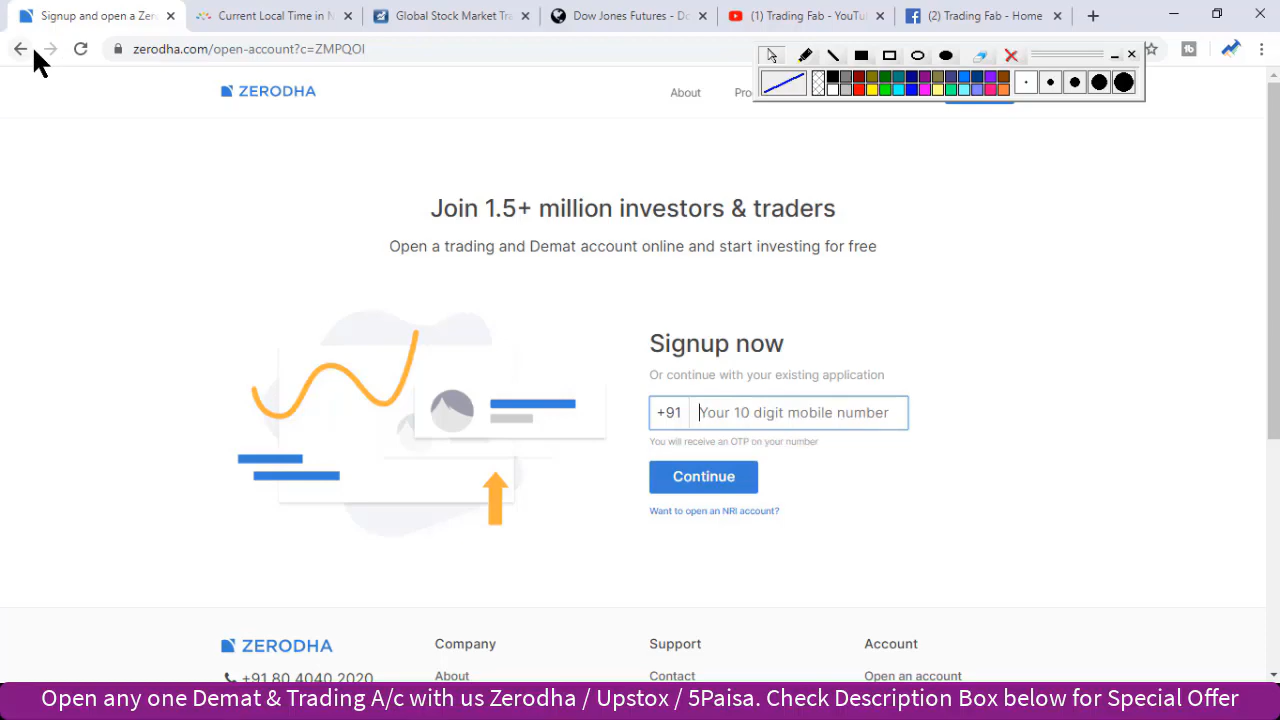 Signup and open a Zer
Current Local Time in N
Global Stock Market Tra
Dow Jones Futures - Do
(1) Trading Fab - YouTu
(2) Trading Fab - Home
zerodha.com/open-account?c=ZMPQOI
ZERODHA
About
Pro
Join 1.5+ million investors & traders
Open a trading and Demat account online and start investing for free
Signup now
Or continue with your existing application
+91
Your 10 digit mobile number
You will receive an OTP on your number
Continue
Want to open an NRI account?
ZERODHA
Company
Support
Account
+91 80 4040 2020
About
Contact
Open an account
Open any one Demat & Trading A/c with us Zerodha / Upstox / 5Paisa. Check Description Box below for Special Offer